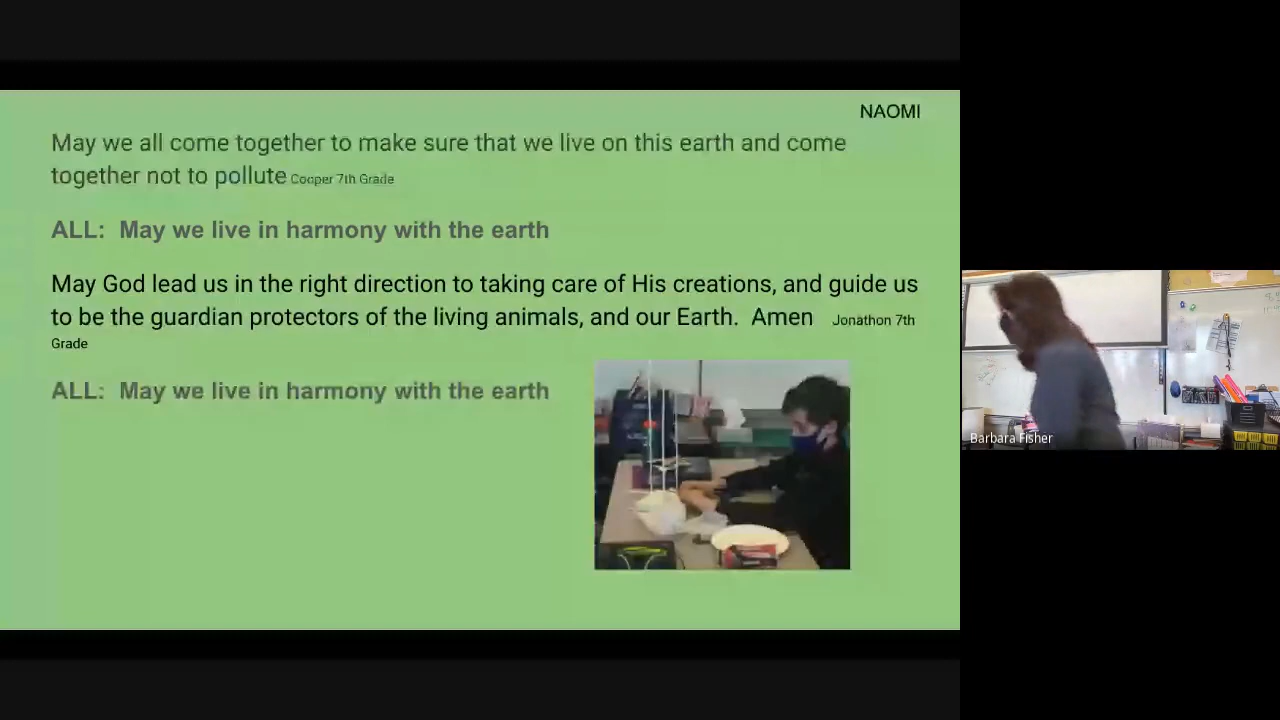 NAOMI
May we all come together to make sure that we live on this earth and come
together not to pollute Cooper 7th Grade
ALL: May we live in harmony with the earth
May God lead us in the right direction to taking care of His creations, and guide us
to be the guardian protectors of the living animals, and our Earth. Amen Jonathon 7th
Grade
ALL: May we live in harmony with the earth
Barbara Fisher